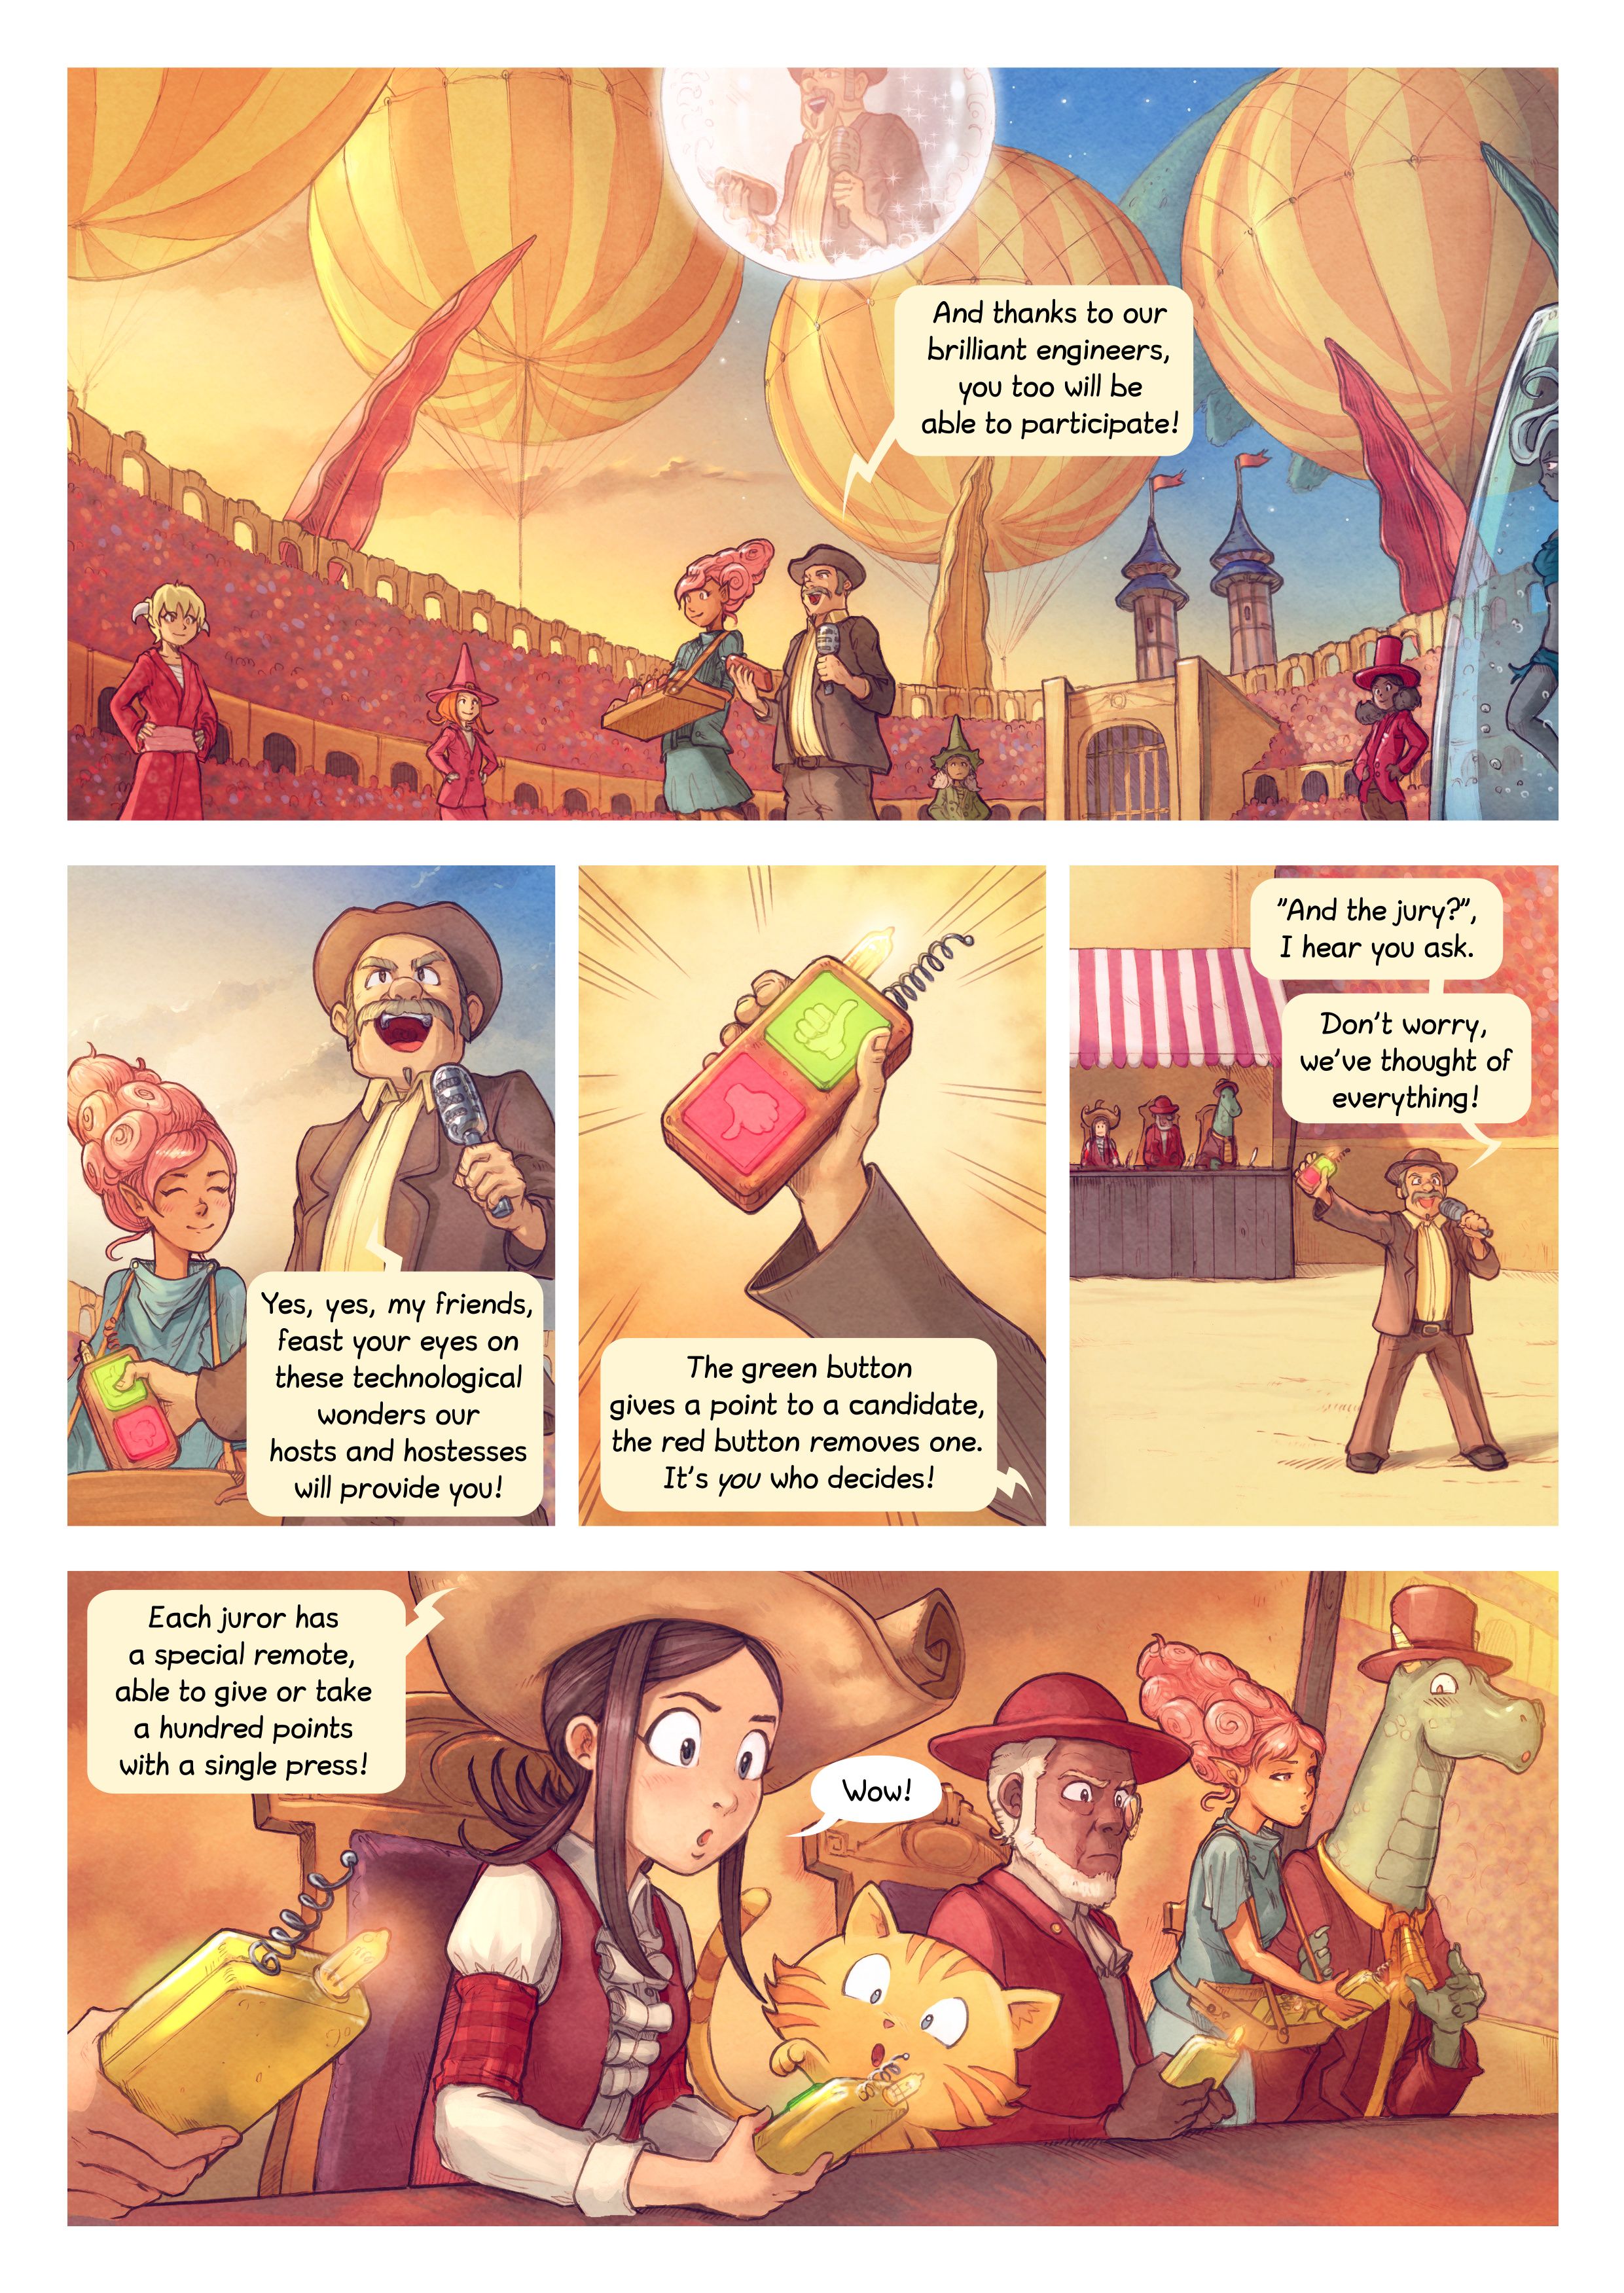 And thanks to our
brilliant engineers,
you too will be
able to participate!
Yes, yes, my friends,
feast your eyes on
these technological
wonders our
hosts and hostesses
will provide you!
The green button
gives a point to a candidate,
the red button removes one.
It's you who decides!
"And the jury?",
I hear you ask.
Don't worry,
we've thought of
everything!
Each juror has
a special remote,
able to give or take
a hundred points
with a single press!
Wow!